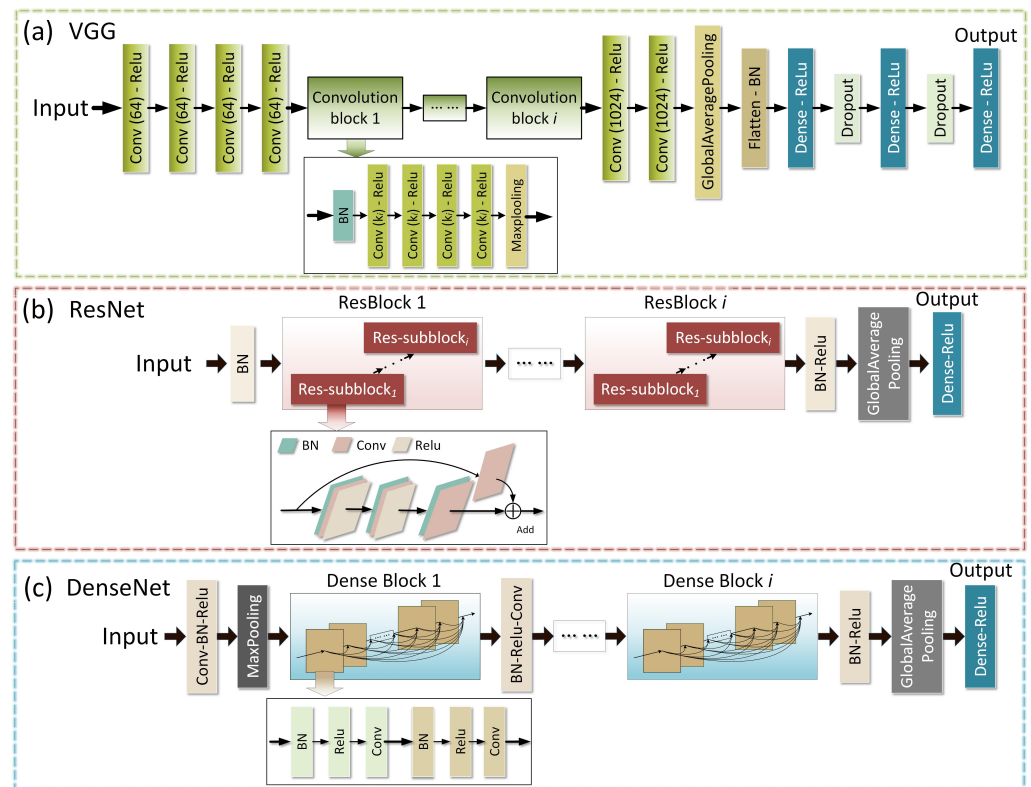 (a) VGG
Output
Input
Conv (64) - Relu
Conv (64) - Relu
Conv (64) - Relu
Conv (64) - Relu
Convolution
block 1
... ...
Convolution
block i
Conv (1024) - Relu
Conv (1024) - Relu
GlobalAveragePooling
Flatten - BN
Dense - ReLu
Dropout
Dense - ReLu
Dropout
Dense - ReLu
BN
Conv (ki) - Relu
Conv (ki) - Relu
Conv (ki) - Relu
Conv (ki) - Relu
Maxplooling
(b) ResNet
ResBlock 1
ResBlock i
Output
Input
BN
Res-subblocki
Res-subblock1
... ...
Res-subblocki
Res-subblock1
BN-Relu
GlobalAverage
Pooling
Dense-Relu
BN
Conv
Relu
Add
(c) DenseNet
Dense Block 1
Dense Block i
Output
Input
Conv-BN-Relu
MaxPooling
BN-Relu-Conv
... ...
BN-Relu
GlobalAverage
Pooling
Dense-Relu
BN
Relu
Conv
BN
Relu
Conv